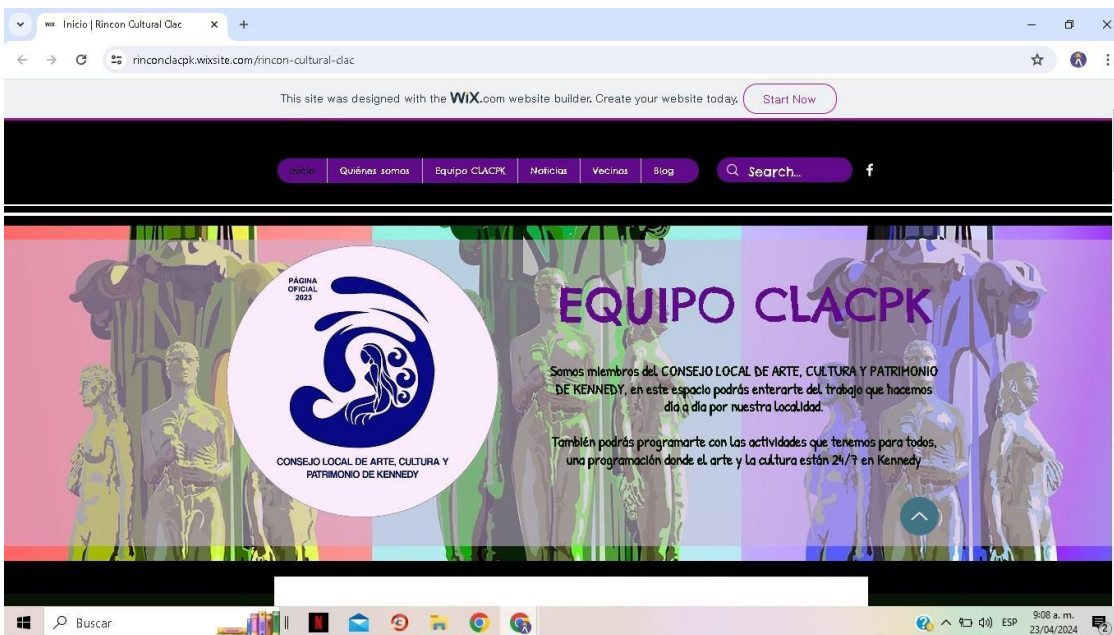 WiX Inicio | Rincon Cultural Clac
rinconclacpk.wixsite.com/rincon-cultural-clac
This site was designed with the WiX.com website builder. Create your website today. Start Now
Inicio Quiénes somos Equipo CLACPK Noticias Vecinos Blog Search...
PÁGINA
OFICIAL
2023
CONSEJO LOCAL DE ARTE, CULTURA Y
PATRIMONIO DE KENNEDY
EQUIPO CLACPK
Somos miembros del CONSEJO LOCAL DE ARTE, CULTURA Y PATRIMONIO
DE KENNEDY, en este espacio podrás enterarte del trabajo que hacemos
día a día por nuestra localidad.
También podrás programarte con las actividades que tenemos para todos,
una programación donde el arte y la cultura están 24/7 en Kennedy
Buscar
ESP
9:08 a. m.
23/04/2024